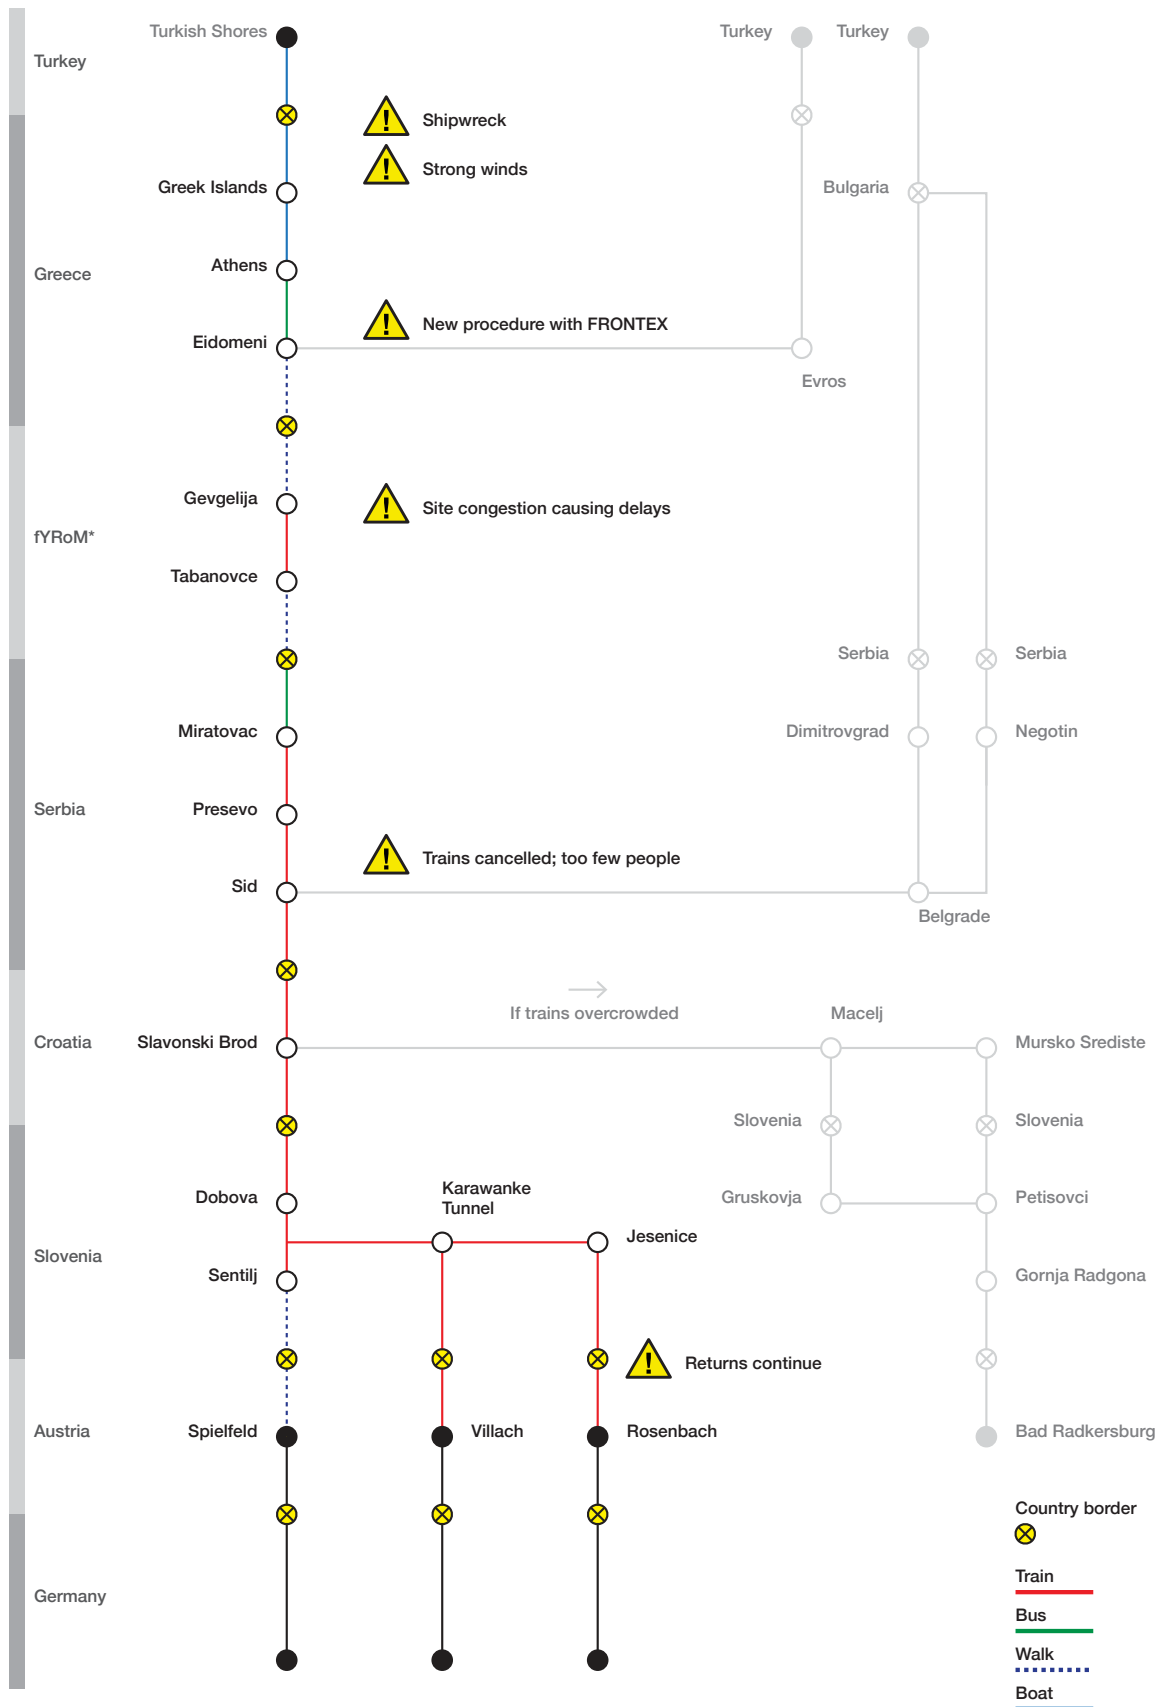 Turkish Shores
Turkey
Turkey
Turkey
Shipwreck
Strong winds
Greek Islands
Bulgaria
Athens
Greece
New procedure with FRONTEX
Eidomeni
Evros
Gevgelija
Site congestion causing delays
fYRoM*
Tabanovce
Serbia
Serbia
Miratovac
Dimitrovgrad
Negotin
Serbia
Presevo
Trains cancelled; too few people
Sid
Belgrade
If trains overcrowded
Macelj
Croatia
Slavonski Brod
Mursko Srediste
Slovenia
Slovenia
Karawanke
Tunnel
Dobova
Gruskovja
Petisovci
Jesenice
Slovenia
Sentilj
Gornja Radgona
Returns continue
Austria
Spielfeld
Villach
Rosenbach
Bad Radkersburg
Country border
Train
Germany
Bus
Walk
Boat